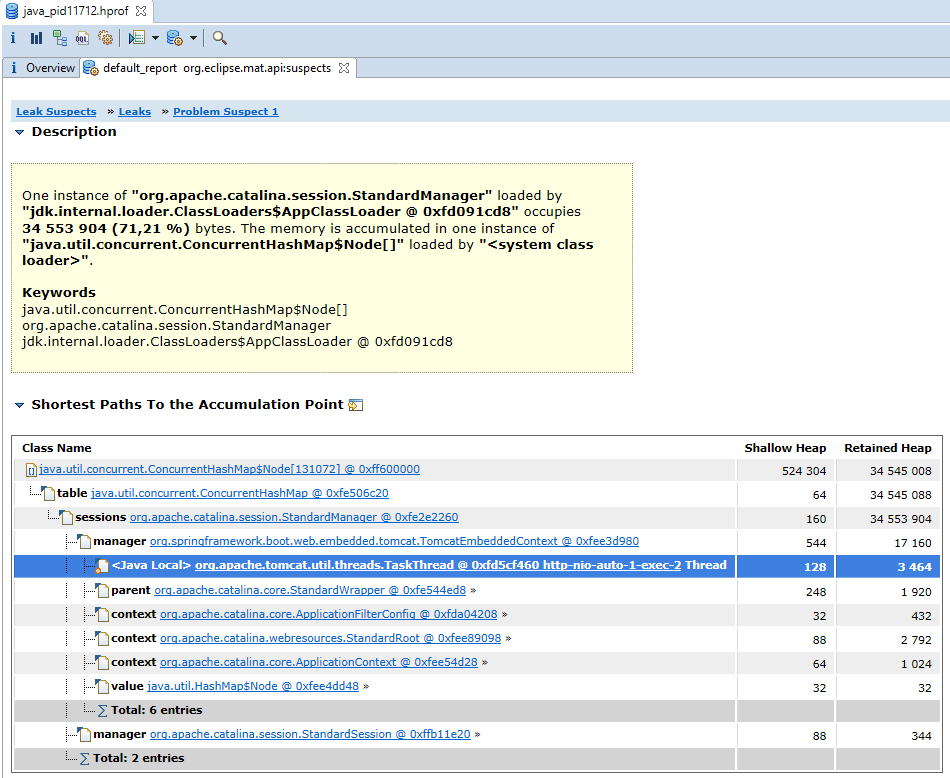 java_pid11712.hprof
i OQL
i Overview default_report org.eclipse.mat.api:suspects
Leak Suspects » Leaks » Problem Suspect 1
Description
One instance of "org.apache.catalina.session.StandardManager" loaded by
"jdk.internal.loader.ClassLoaders$AppClassLoader @ 0xfd091cd8" occupies
34 553 904 (71,21 %) bytes. The memory is accumulated in one instance of
"java.util.concurrent.ConcurrentHashMap$Node[]" loaded by "<system class
loader>".
Keywords
java.util.concurrent.ConcurrentHashMap$Node[]
org.apache.catalina.session.StandardManager
jdk.internal.loader.ClassLoaders$AppClassLoader @ 0xfd091cd8
Shortest Paths To the Accumulation Point
Class Name Shallow Heap Retained Heap
java.util.concurrent.ConcurrentHashMap$Node[131072] @ 0xff600000 524 304 34 545 008
table java.util.concurrent.ConcurrentHashMap @ 0xfe506c20 64 34 545 088
sessions org.apache.catalina.session.StandardManager @ 0xfe2e2260 160 34 553 904
manager org.springframework.boot.web.embedded.tomcat.TomcatEmbeddedContext @ 0xfee3d980 544 17 160
<Java Local> org.apache.tomcat.util.threads.TaskThread @ 0xfd5cf460 http-nio-auto-1-exec-2 Thread 128 3 464
parent org.apache.catalina.core.StandardWrapper @ 0xfe544ed8 » 248 1 920
context org.apache.catalina.core.ApplicationFilterConfig @ 0xfda04208 » 32 432
context org.apache.catalina.webresources.StandardRoot @ 0xfee89098 » 88 2 792
context org.apache.catalina.core.ApplicationContext @ 0xfee54d28 » 64 1 024
value java.util.HashMap$Node @ 0xfee4dd48 » 32 32
∑ Total: 6 entries
manager org.apache.catalina.session.StandardSession @ 0xffb11e20 » 88 344
∑ Total: 2 entries